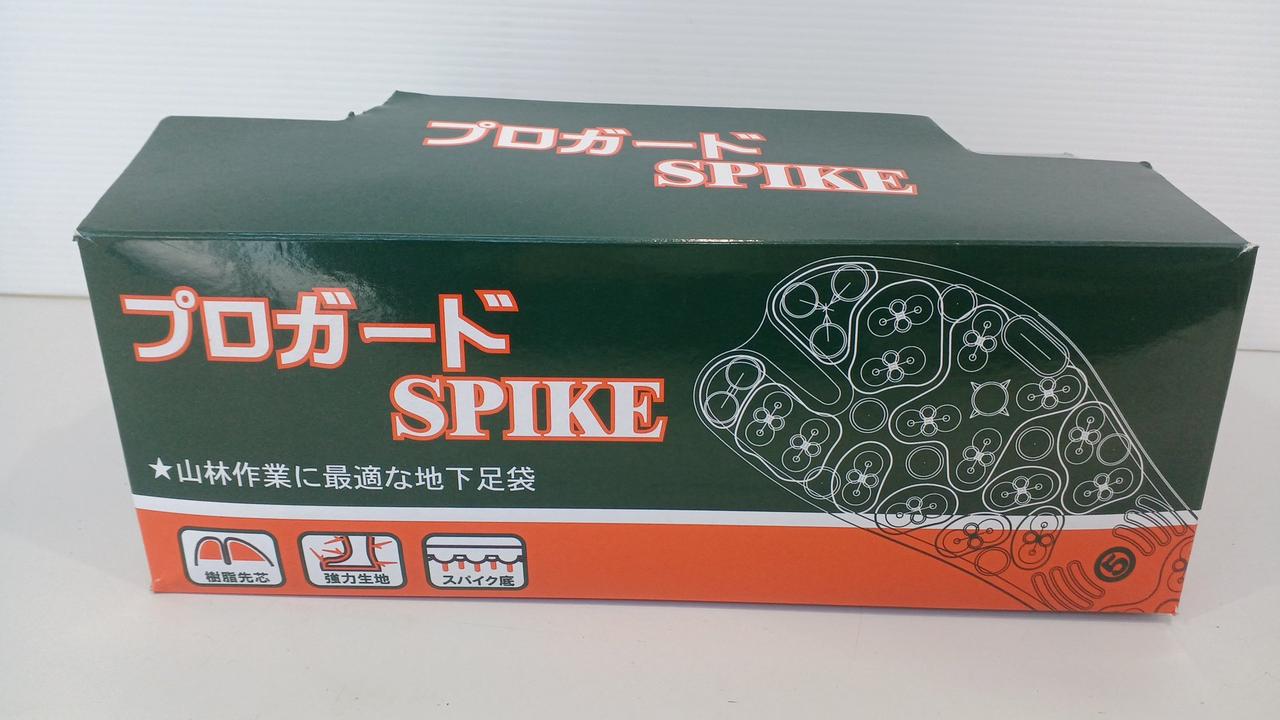 プロガード
SPIKE
プロガード
SPIKE
★山林作業に最適な地下足袋
樹脂先芯
強力生地
スパイク底